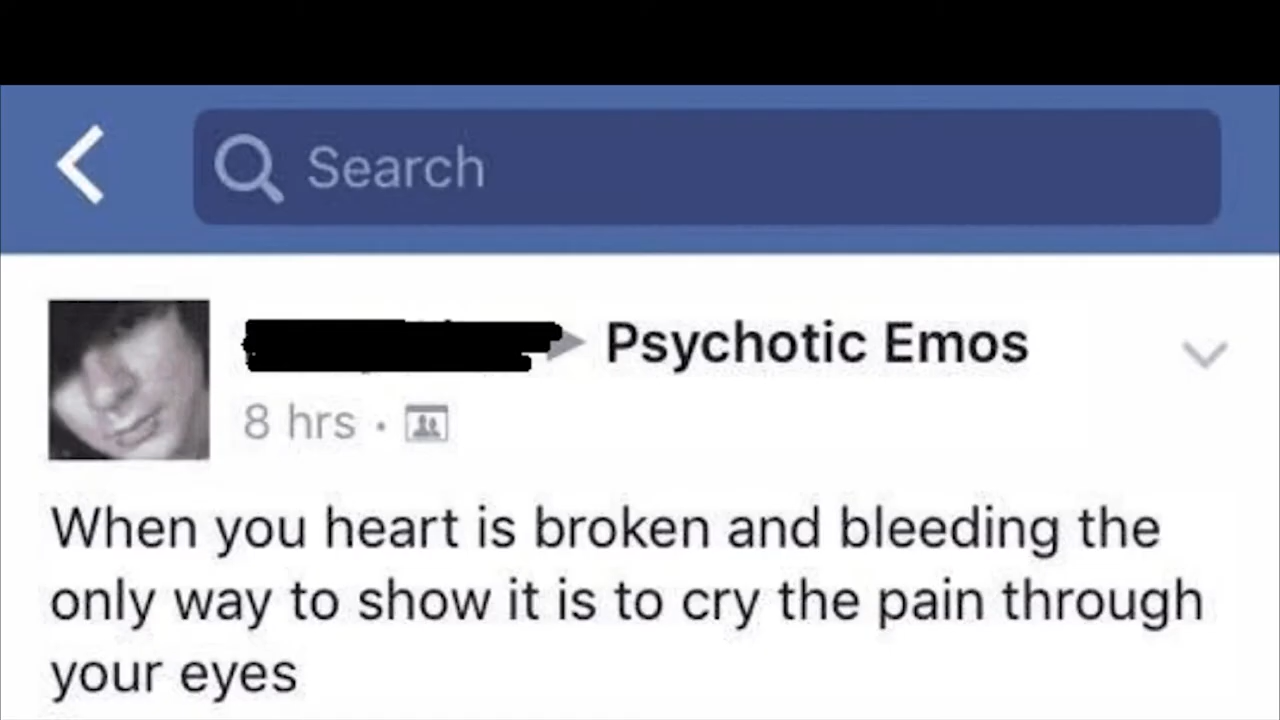 Search
Psychotic Emos
8 hrs ·
When you heart is broken and bleeding the
only way to show it is to cry the pain through
your eyes